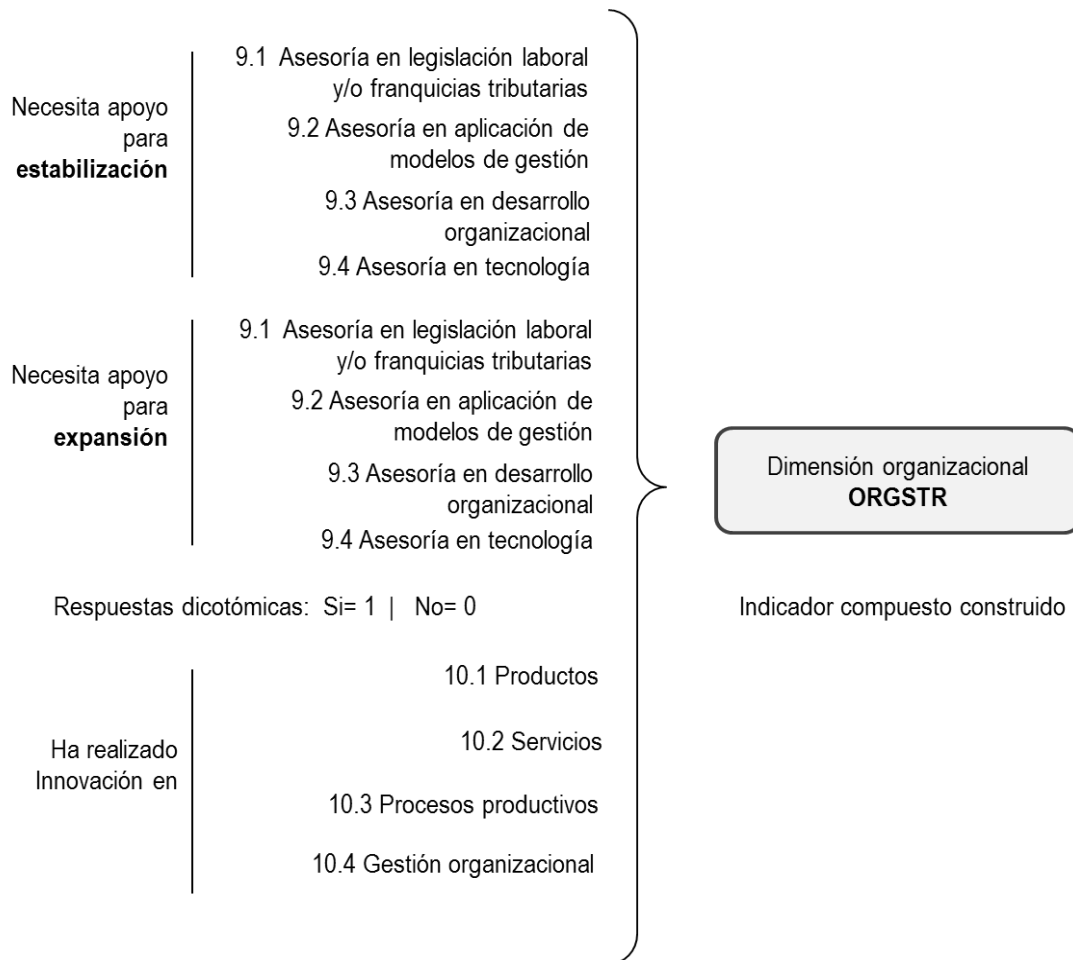 Necesita apoyo
para
estabilización
9.1 Asesoría en legislación laboral
y/o franquicias tributarias
9.2 Asesoría en aplicación de
modelos de gestión
9.3 Asesoría en desarrollo
organizacional
9.4 Asesoría en tecnología
Necesita apoyo
para
expansión
9.1 Asesoría en legislación laboral
y/o franquicias tributarias
9.2 Asesoría en aplicación de
modelos de gestión
9.3 Asesoría en desarrollo
organizacional
9.4 Asesoría en tecnología
Dimensión organizacional
ORGSTR
Respuestas dicotómicas: Si= 1 | No= 0
Indicador compuesto construido
Ha realizado
Innovación en
10.1 Productos
10.2 Servicios
10.3 Procesos productivos
10.4 Gestión organizacional